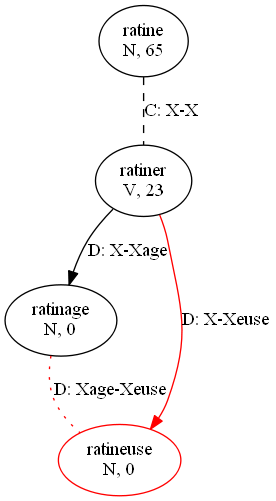 ratine
N, 65
C: X-X
ratiner
V, 23
D: X-Xage
ratinage
N, 0
D: X-Xeuse
D: Xage-Xeuse
ratineuse
N, 0